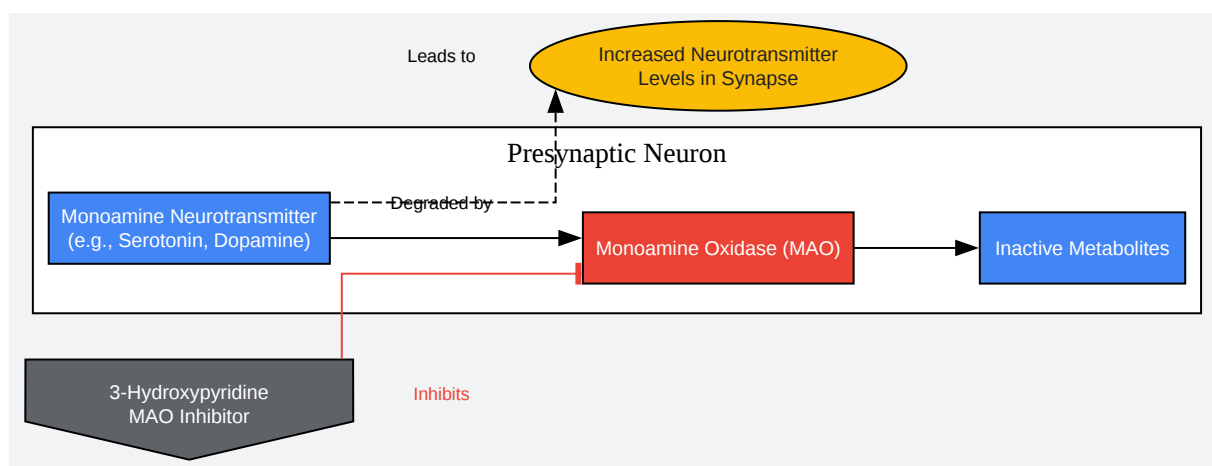 Leads to
Increased Neurotransmitter
Levels in Synapse
Presynaptic Neuron
Monoamine Neurotransmitter
(e.g., Serotonin, Dopamine)
Degraded by
Monoamine Oxidase (MAO)
Inactive Metabolites
3-Hydroxypyridine
MAO Inhibitor
Inhibits